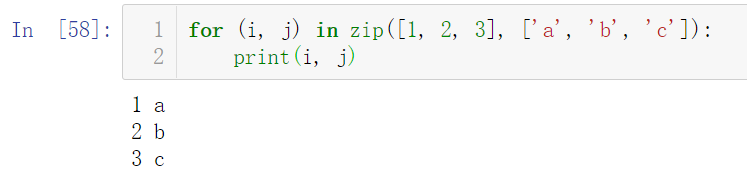 In [58]:
1 for (i, j) in zip([1, 2, 3], ['a', 'b', 'c']):
2     print(i, j)
1 a
2 b
3 c